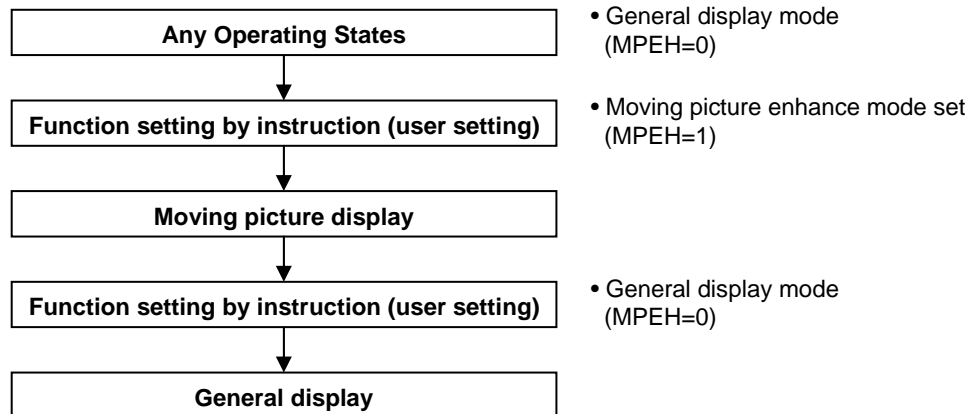 Any Operating States
• General display mode
(MPEH=0)
Function setting by instruction (user setting)
• Moving picture enhance mode set
(MPEH=1)
Moving picture display
Function setting by instruction (user setting)
• General display mode
(MPEH=0)
General display